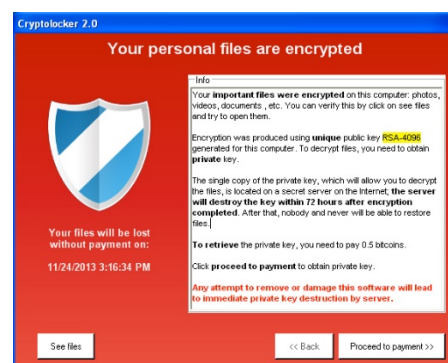 Cryptolocker 2.0
Your personal files are encrypted
Info
Your important files were encrypted on this computer: photos,
videos, documents , etc. You can verify this by click on see files
and try to open them.
Encryption was produced using unique public key RSA-4096
generated for this computer. To decrypt files, you need to obtain
private key.
The single copy of the private key, which will allow you to decrypt
the files, is located on a secret server on the Internet; the server
will destroy the key within 72 hours after encryption
completed. After that, nobody and never will be able to restore
files.
To retrieve the private key, you need to pay 0.5 bitcoins.
Click proceed to payment to obtain private key.
Any attempt to remove or damage this software will lead
to immediate private key destruction by server.
Your files will be lost
without payment on:
11/24/2013 3:16:34 PM
See files
<< Back
Proceed to payment >>